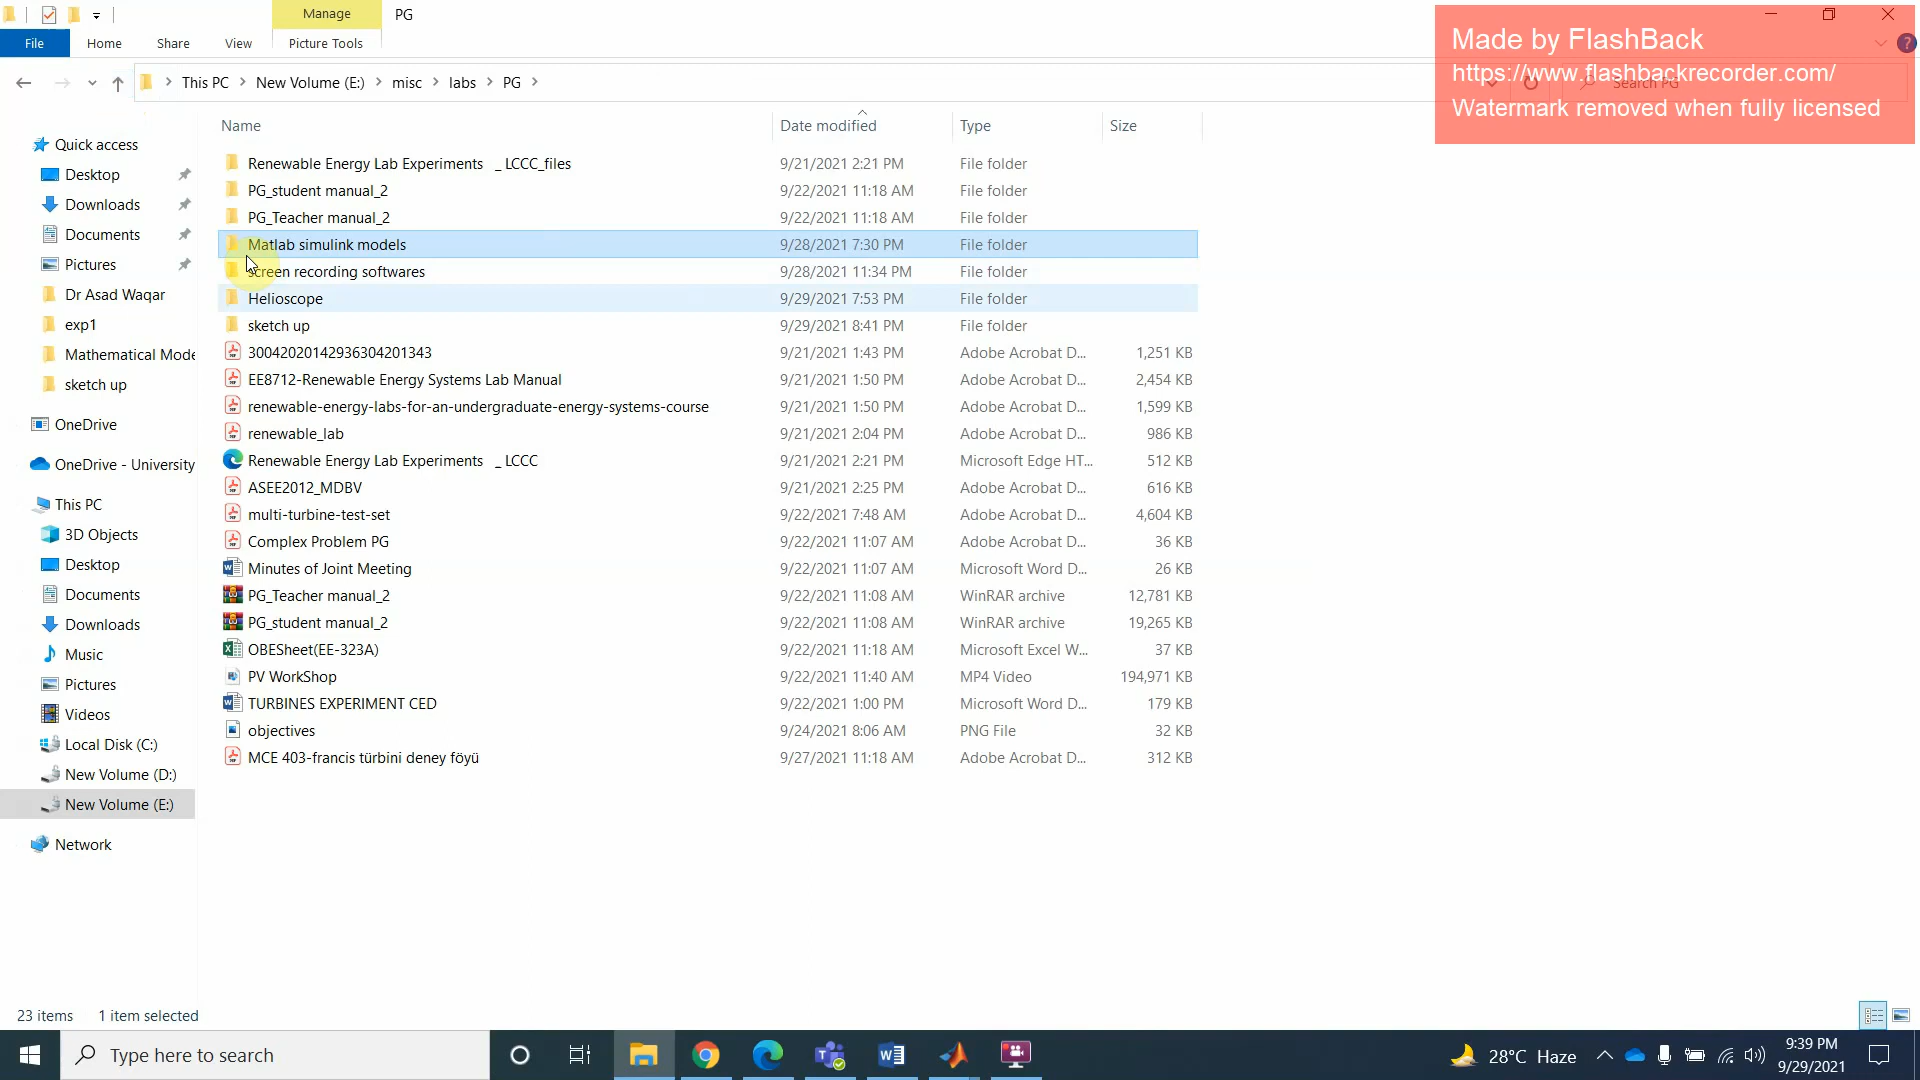 Manage
PG
File
Home
Share
View
Picture Tools
This PC
New Volume (E:)
misc
labs
PG
Search PG
Made by FlashBack
https://www.flashbackrecorder.com/
Watermark removed when fully licensed
Name
Date modified
Type
Size
Quick access
Desktop
Downloads
Documents
Pictures
Dr Asad Waqar
exp1
Mathematical Mode
sketch up
OneDrive
OneDrive - University
This PC
3D Objects
Desktop
Documents
Downloads
Music
Pictures
Videos
Local Disk (C:)
New Volume (D:)
New Volume (E:)
Network
Renewable Energy Lab Experiments _ LCCC_files 9/21/2021 2:21 PM File folder
PG_student manual_2 9/22/2021 11:18 AM File folder
PG_Teacher manual_2 9/22/2021 11:18 AM File folder
Matlab simulink models 9/28/2021 7:30 PM File folder
screen recording softwares 9/28/2021 11:34 PM File folder
Helioscope 9/29/2021 7:53 PM File folder
sketch up 9/29/2021 8:41 PM File folder
30042020142936304201343 9/21/2021 1:43 PM Adobe Acrobat D... 1,251 KB
EE8712-Renewable Energy Systems Lab Manual 9/21/2021 1:50 PM Adobe Acrobat D... 2,454 KB
renewable-energy-labs-for-an-undergraduate-energy-systems-course 9/21/2021 1:50 PM Adobe Acrobat D... 1,599 KB
renewable_lab 9/21/2021 2:04 PM Adobe Acrobat D... 986 KB
Renewable Energy Lab Experiments _ LCCC 9/21/2021 2:21 PM Microsoft Edge HT... 512 KB
ASEE2012_MDBV 9/21/2021 2:25 PM Adobe Acrobat D... 616 KB
multi-turbine-test-set 9/22/2021 7:48 AM Adobe Acrobat D... 4,604 KB
Complex Problem PG 9/22/2021 11:07 AM Adobe Acrobat D... 36 KB
Minutes of Joint Meeting 9/22/2021 11:07 AM Microsoft Word D... 26 KB
PG_Teacher manual_2 9/22/2021 11:08 AM WinRAR archive 12,781 KB
PG_student manual_2 9/22/2021 11:08 AM WinRAR archive 19,265 KB
OBESheet(EE-323A) 9/22/2021 11:18 AM Microsoft Excel W... 37 KB
PV WorkShop 9/22/2021 11:40 AM MP4 Video 194,971 KB
TURBINES EXPERIMENT CED 9/22/2021 1:00 PM Microsoft Word D... 179 KB
objectives 9/24/2021 8:06 AM PNG File 32 KB
MCE 403-francis türbini deney föyü 9/27/2021 11:18 AM Adobe Acrobat D... 312 KB
23 items
1 item selected
Type here to search
28°C Haze
9:39 PM
9/29/2021